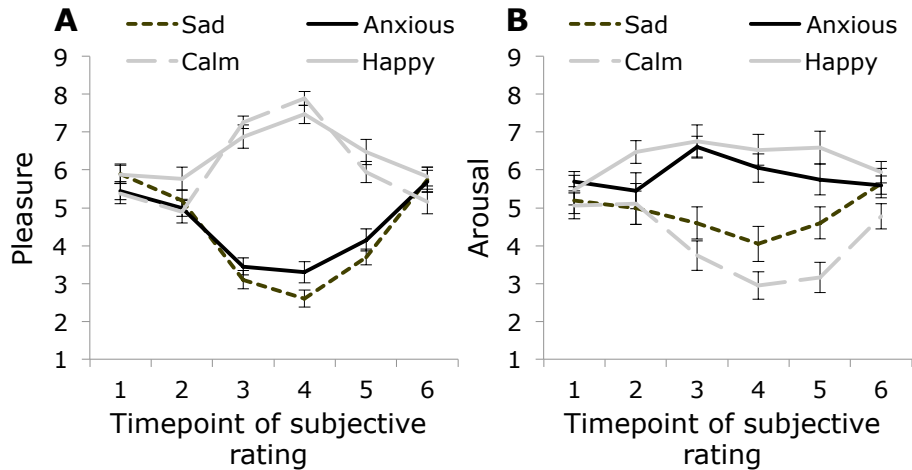 A
Sad
Anxious
Calm
Happy
9
8
7
6
5
4
3
2
1
Pleasure
1 2 3 4 5 6
Timepoint of subjective
rating
B
Sad
Anxious
Calm
Happy
9
8
7
6
5
4
3
2
1
Arousal
1 2 3 4 5 6
Timepoint of subjective
rating